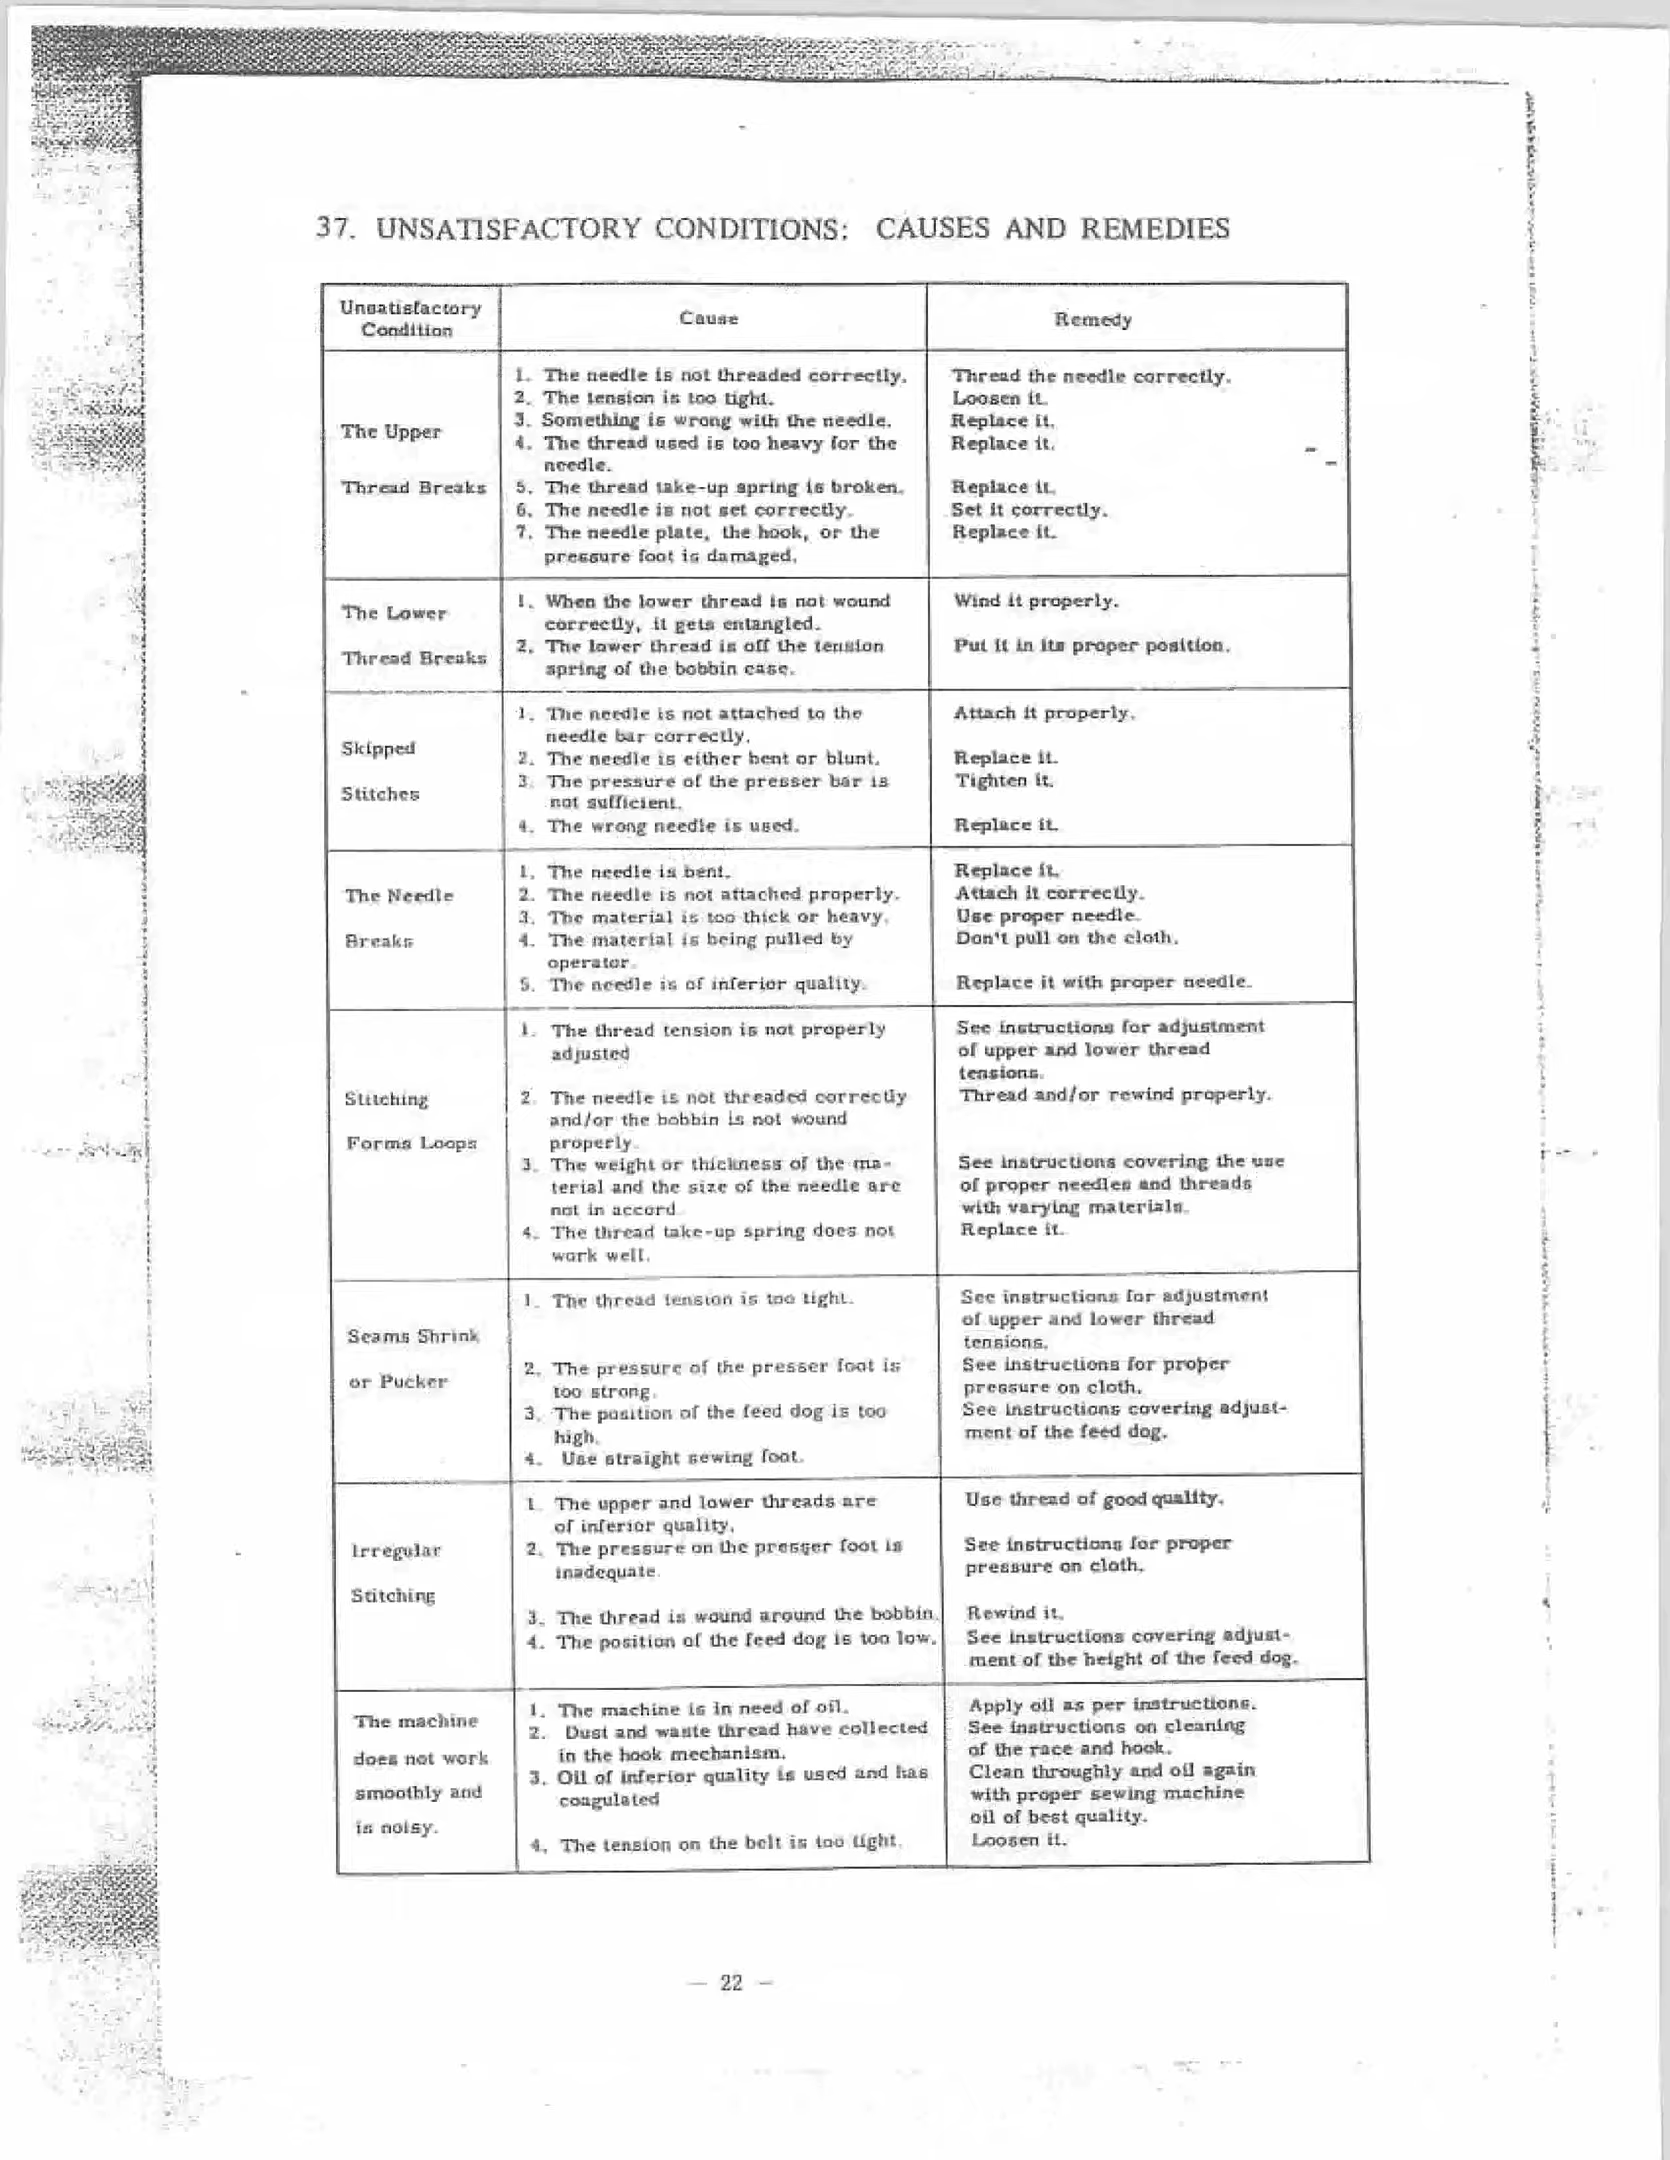 37. UNSATISFACTORY CONDITIONS: CAUSES AND REMEDIES
Unsatisfactory
Condition
Cause
Remedy
The Upper
Thread Breaks
1. The needle is not threaded correctly.
2. The tension is too tight.
3. Something is wrong with the needle.
4. The thread used is too heavy for the
needle.
5. The thread take-up spring is broken.
6. The needle is not set correctly.
7. The needle plate, the hook, or the
pressure foot is damaged.
Thread the needle correctly.
Loosen it.
Replace it.
Replace it.
Replace it.
Set it correctly.
Replace it.
The Lower
Thread Breaks
1. When the lower thread is not wound
correctly, it gets entangled.
2. The lower thread is off the tension
spring of the bobbin case.
Wind it properly.
Put it in its proper position.
Skipped
Stitches
1. The needle is not attached to the
needle bar correctly.
2. The needle is either bent or blunt.
3. The pressure of the presser bar is
not sufficient.
4. The wrong needle is used.
Attach it properly.
Replace it.
Tighten it.
Replace it.
The Needle
Breaks
1. The needle is bent.
2. The needle is not attached properly.
3. The material is too thick or heavy.
4. The material is being pulled by
operator.
5. The needle is of inferior quality.
Replace it.
Attach it correctly.
Use proper needle.
Don't pull on the cloth.
Replace it with proper needle.
Stitching
Forms Loops
1. The thread tension is not properly
adjusted
2. The needle is not threaded correctly
and/or the bobbin is not wound
properly.
3. The weight or thickness of the ma-
terial and the size of the needle are
not in accord
4. The thread take-up spring does not
work well.
See instructions for adjustment
of upper and lower thread
tensions.
Thread and/or rewind properly.
See instructions covering the use
of proper needles and threads
with varying materials.
Replace it.
Seams Shrink
or Pucker
1. The thread tension is too tight.
2. The pressure of the presser foot is
too strong.
3. The position of the feed dog is too
high.
4. Use straight sewing foot.
See instructions for adjustment
of upper and lower thread
tensions.
See instructions for proper
pressure on cloth.
See instructions covering adjust-
ment of the feed dog.
Irregular
Stitching
1 The upper and lower threads are
of inferior quality.
2. The pressure on the presser foot is
inadequate.
3. The thread is wound around the bobbin.
4. The position of the feed dog is too low.
Use thread of good quality.
See instructions for proper
pressure on cloth.
Rewind it.
See instructions covering adjust-
ment of the height of the feed dog.
The machine
does not work
smoothly and
is noisy.
1. The machine is in need of oil.
2. Dust and waste thread have collected
in the hook mechanism.
3. Oil of inferior quality is used and has
coagulated
4. The tension on the belt is too tight.
Apply oil as per instructions.
See instructions on cleaning
of the race and hook.
Clean throughly and oil again
with proper sewing machine
oil of best quality.
Loosen it.
— 22 —